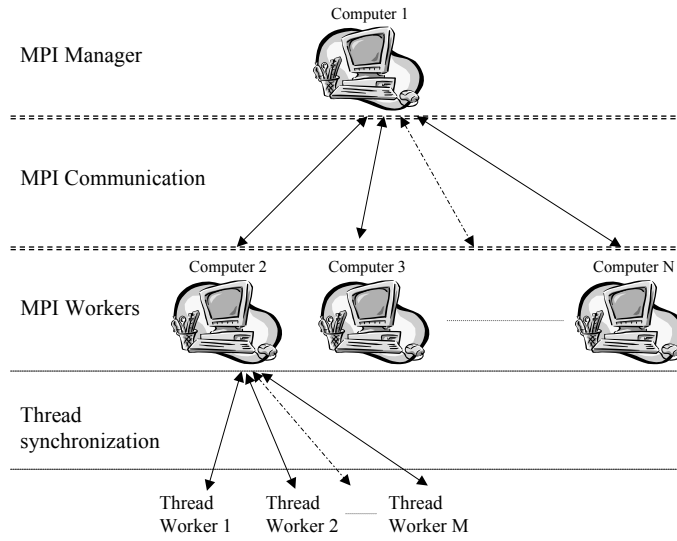 Computer 1
MPI Manager
MPI Communication
Computer 2
Computer 3
Computer N
MPI Workers
Thread
synchronization
Thread
Worker 1
Thread
Worker 2
Thread
Worker M